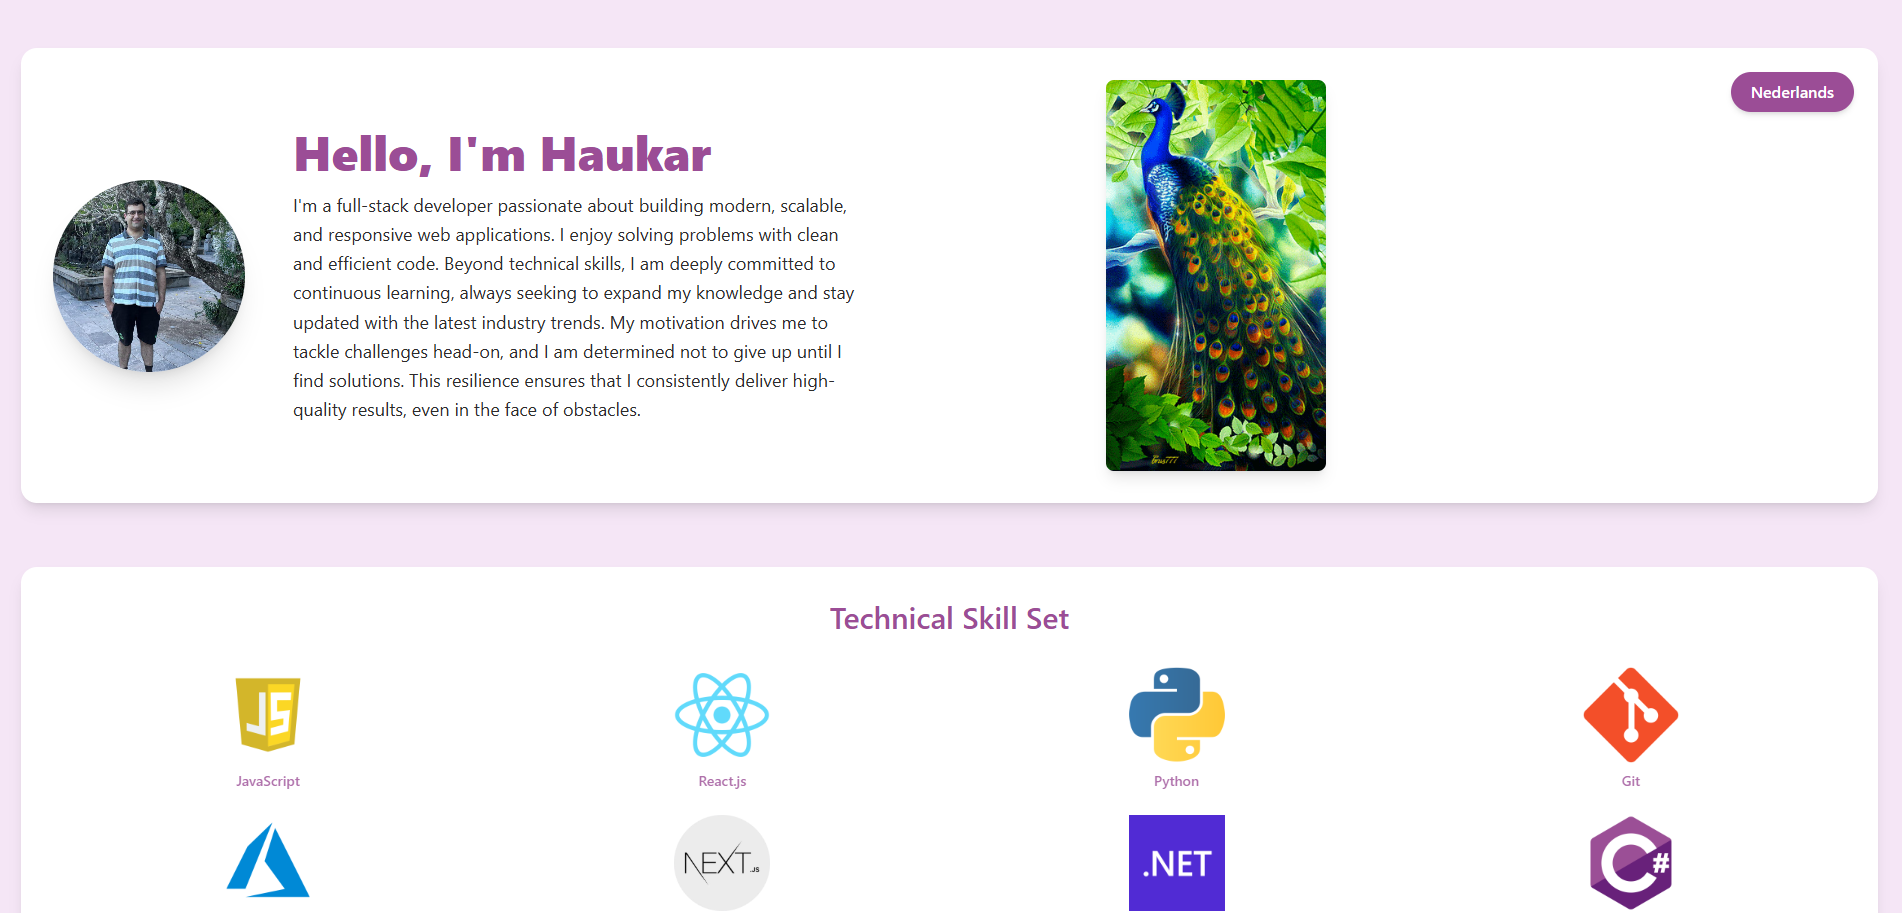 Nederlands
Hello, I'm Haukar
I'm a full-stack developer passionate about building modern, scalable,
and responsive web applications. I enjoy solving problems with clean
and efficient code. Beyond technical skills, I am deeply committed to
continuous learning, always seeking to expand my knowledge and stay
updated with the latest industry trends. My motivation drives me to
tackle challenges head-on, and I am determined not to give up until I
find solutions. This resilience ensures that I consistently deliver high-
quality results, even in the face of obstacles.
Technical Skill Set
JS
JavaScript
React.js
Python
Git
NEXT.JS
.NET
C#